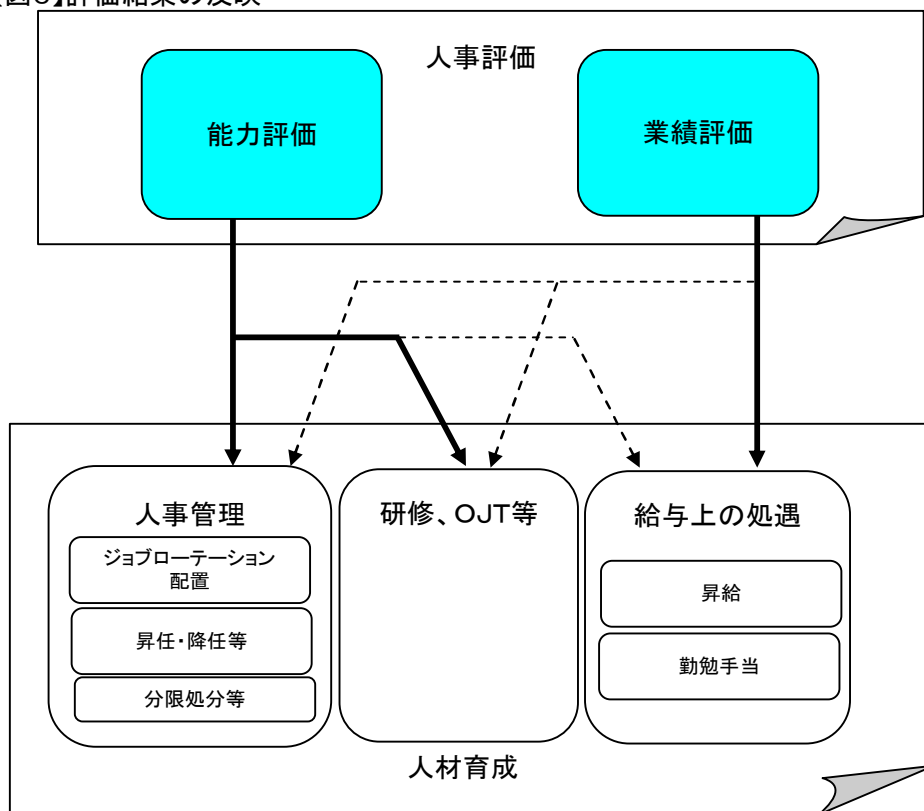 評価結果の反映
人事評価
能力評価
業績評価
人事管理
ジョブローテーション
配置
昇任・降任等
分限処分等
研修、OJT等
給与上の処遇
昇給
勤勉手当
人材育成